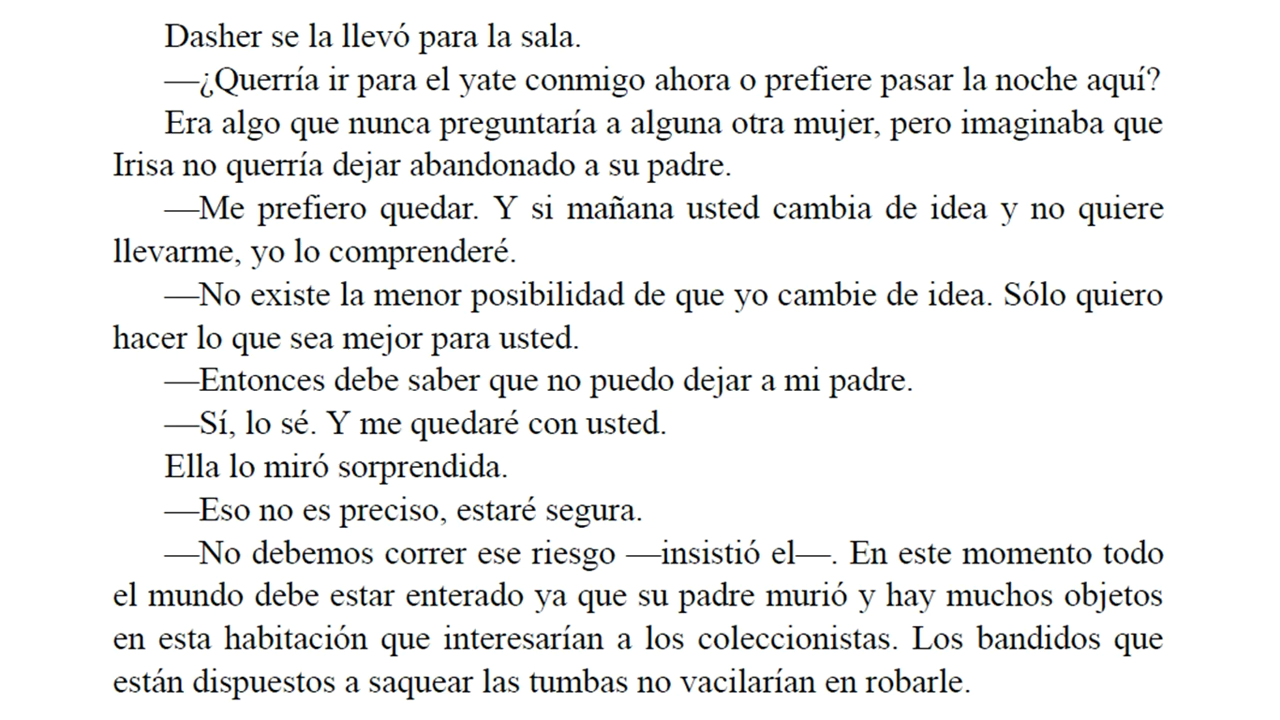 Dasher se la llevó para la sala.
—¿Querría ir para el yate conmigo ahora o prefiere pasar la noche aquí?
Era algo que nunca preguntaría a alguna otra mujer, pero imaginaba que
Irisa no querría dejar abandonado a su padre.
—Me prefiero quedar. Y si mañana usted cambia de idea y no quiere
llevarme, yo lo comprenderé.
—No existe la menor posibilidad de que yo cambie de idea. Sólo quiero
hacer lo que sea mejor para usted.
—Entonces debe saber que no puedo dejar a mi padre.
—Sí, lo sé. Y me quedaré con usted.
Ella lo miró sorprendida.
—Eso no es preciso, estaré segura.
—No debemos correr ese riesgo —insistió el—. En este momento todo
el mundo debe estar enterado ya que su padre murió y hay muchos objetos
en esta habitación que interesarían a los coleccionistas. Los bandidos que
están dispuestos a saquear las tumbas no vacilarían en robarle.